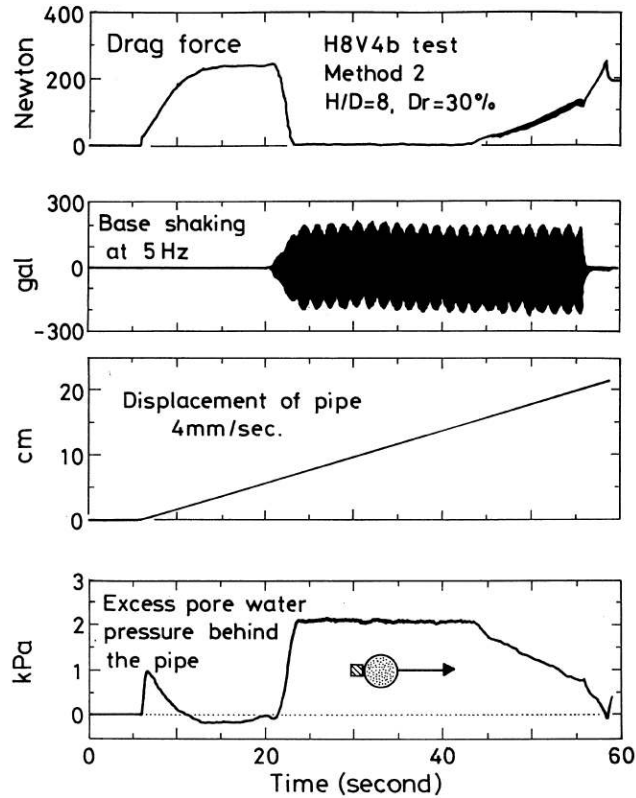 Newton
400
200
0
Drag force
H8V4b test
Method 2
H/D=8, Dr=30%
gal
300
0
-300
Base shaking
at 5Hz
cm
20
10
0
Displacement of pipe
4mm/sec.
kPa
3
2
1
0
Excess pore water
pressure behind
the pipe
0 20 40 60
Time (second)